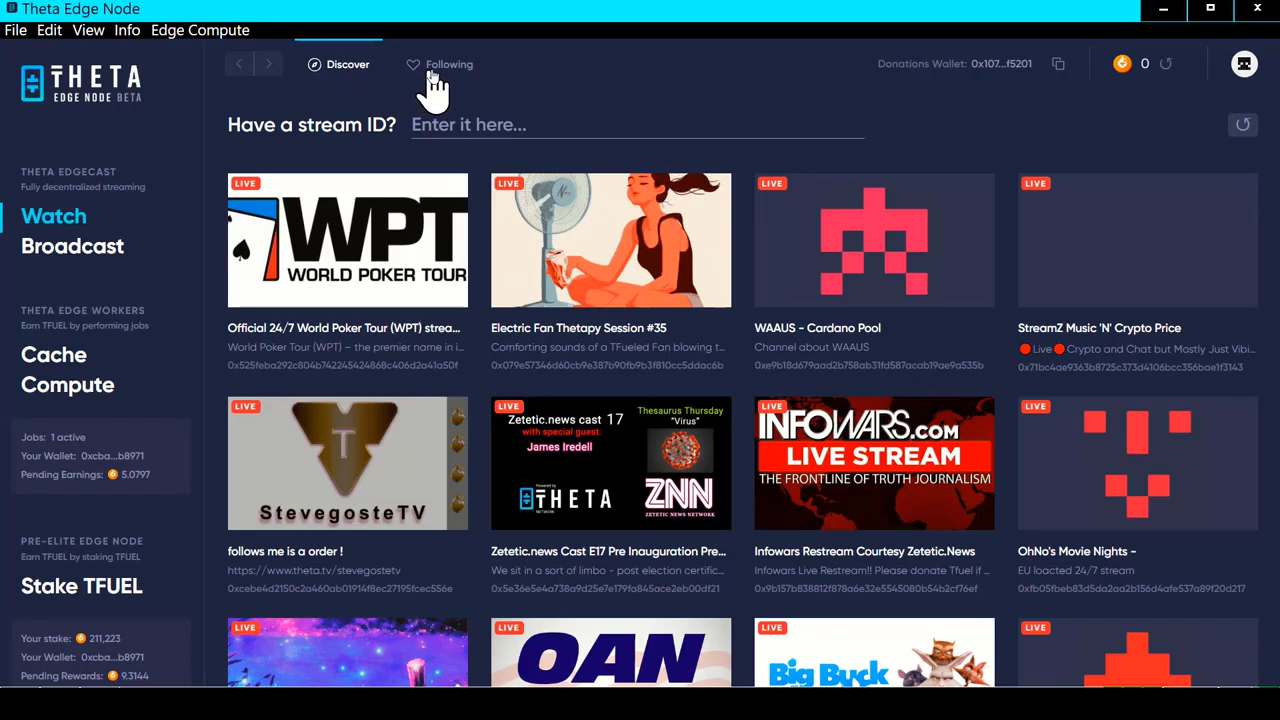 Theta Edge Node
File Edit View Info Edge Compute
THETA
EDGE NODE BETA
Discover
Following
Donations Wallet: 0x107...f5201
0
Have a stream ID?
Enter it here...
THETA EDGECAST
Fully decentralized streaming
Watch
Broadcast
THETA EDGE WORKERS
Earn TFUEL by performing jobs
Cache
Compute
Jobs: 1 active
Your Wallet: 0xcba...b8971
Pending Earnings: 5.0797
PRE-ELITE EDGE NODE
Earn TFUEL by staking TFUEL
Stake TFUEL
Your stake: 211,223
Your Wallet: 0xcba...b8971
Pending Rewards: 9.3144
LIVE
WPT
WORLD POKER TOUR
Official 24/7 World Poker Tour (WPT) strea...
World Poker Tour (WPT) – the premier name in i...
0x525feba292c804b742245424868c406d2a41a50f
LIVE
Electric Fan Thetapy Session #35
Comforting sounds of a TFueled Fan blowing t...
0x079e57346d60cb9e387b90fb9b3f810cc5ddac6b
LIVE
WAAUS - Cardano Pool
Channel about WAAUS
0xe9b18d679aad2b758ab31fd587acab19ae9a535b
LIVE
StreamZ Music 'N' Crypto Price
Live Crypto and Chat but Mostly Just Vibi...
0x71bc4ae9363b8725c373d4106bcc356bae1f3143
LIVE
T
StevegosteTV
follows me is a order !
https://www.theta.tv/stevegostetv
0xcebe4d2150c2a460ab01914f8ec27195fcec556e
LIVE
Zetetic.news cast 17
with special guest:
James Iredell
Thesaurus Thursday
"Virus"
Powered by
THETA
NETWORK
ZNN
ZETETIC NEWS NETWORK
Zetetic.news Cast E17 Pre Inauguration Pre...
We sit in a sort of limbo - post election certific...
0x5e36e5e4a738a9d25e7e179fa845ace2eb00df21
LIVE
INFOWARS.COM
LIVE STREAM
THE FRONTLINE OF TRUTH JOURNALISM
Infowars Restream Courtesy Zetetic.News
Infowars Live Restream!! Please donate Tfuel if ...
0x9b157b838812f878a6e32e5545080b54b2cf76ef
LIVE
OhNo's Movie Nights -
EU loacted 24/7 stream
0xfb05fbeb83d5da2aa2b156d4afe537a89f20d217
LIVE
LIVE
OAN
LIVE
Big Buck
LIVE